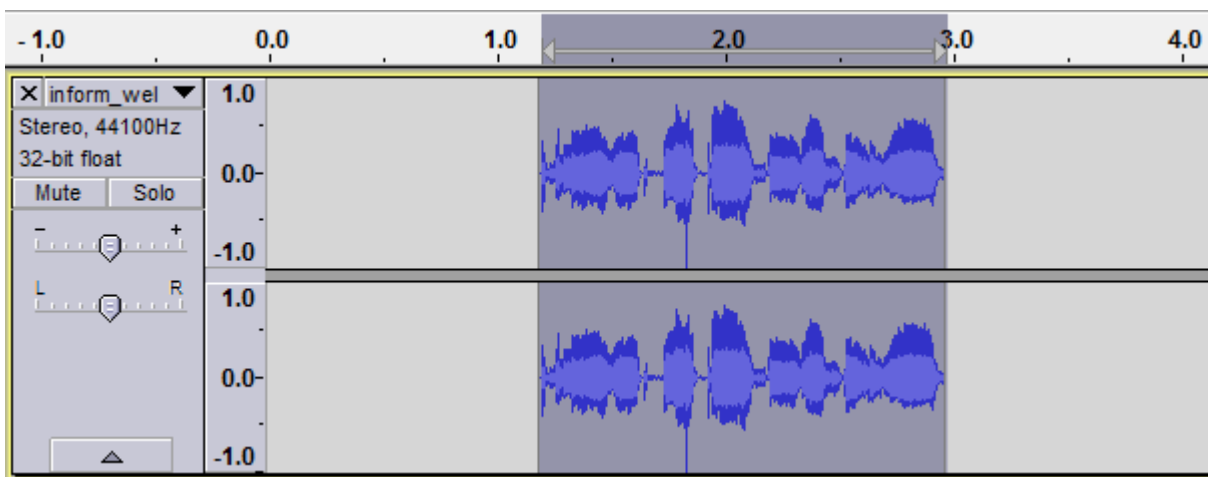 - 1.0 0.0 1.0 2.0 3.0 4.0
X inform_wel 1.0
Stereo, 44100Hz
32-bit float
0.0-
Mute Solo
- +
-1.0
L R
1.0
0.0-
-1.0